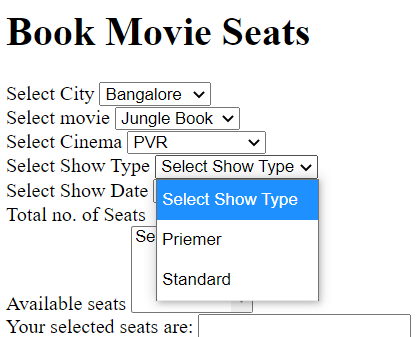 Book Movie Seats
Select City Bangalore
Select movie Jungle Book
Select Cinema PVR
Select Show Type Select Show Type
Select Show Date
Select Show Type
Priemer
Standard
Total no. of Seats
Available seats
Your selected seats are: